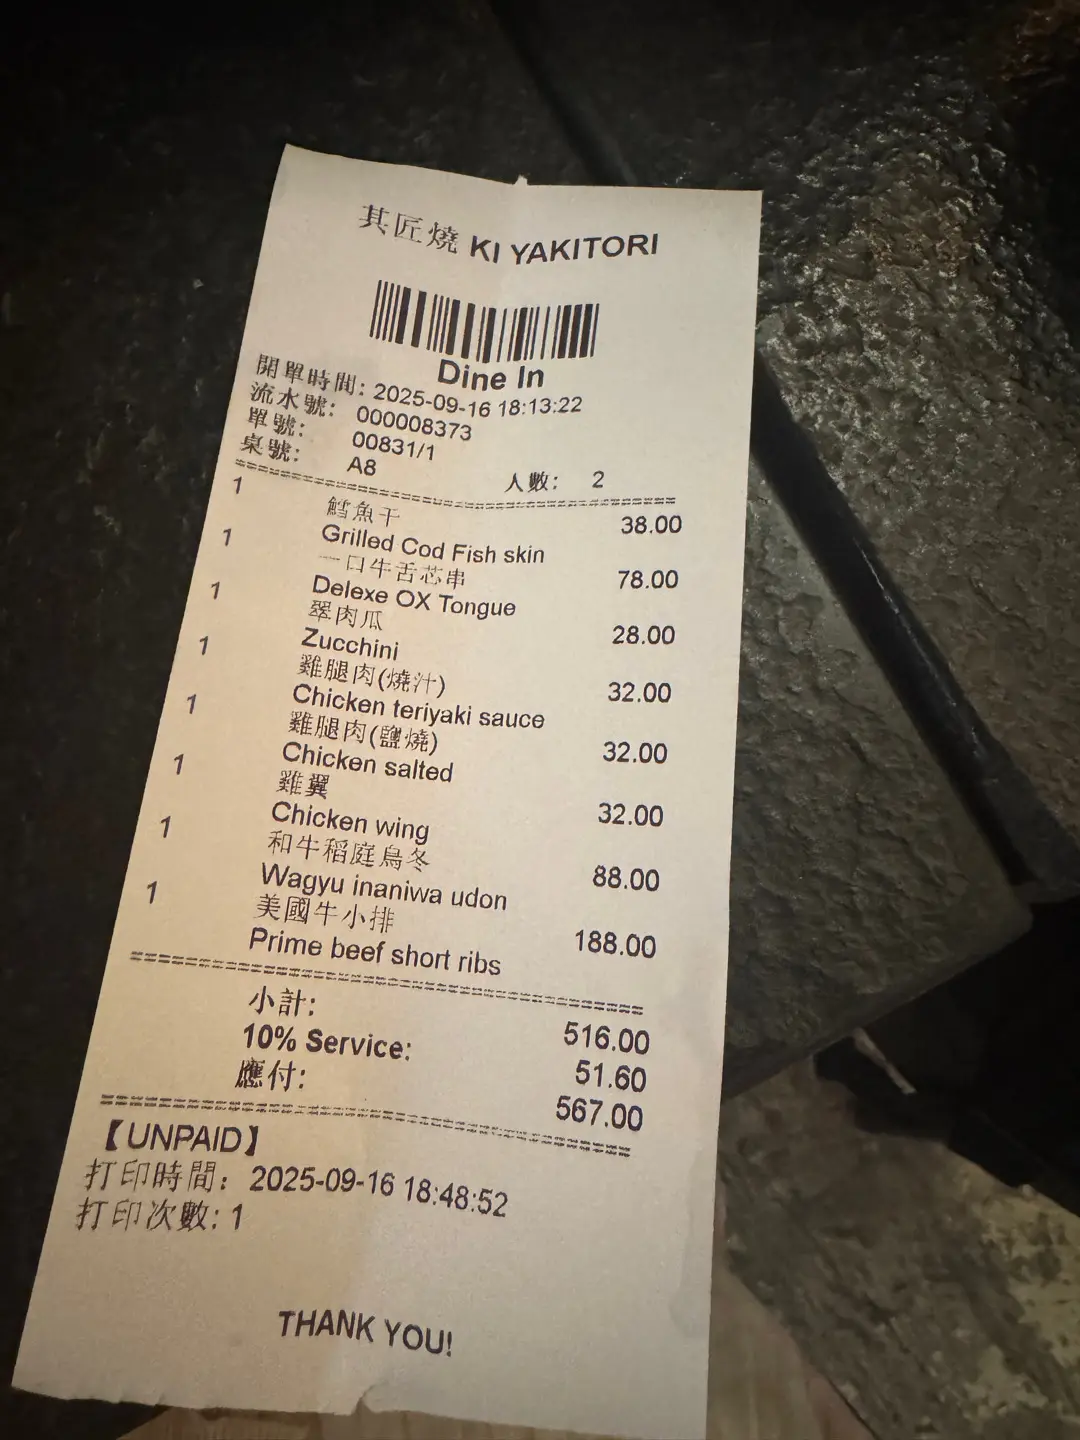 其匠燒 KI YAKITORI
Dine In
開單時間: 2025-09-16 18:13:22
流水號: 000008373
單號: 00831/1
桌號: A8 人數: 2
1 鱈魚干 38.00
Grilled Cod Fish skin
1 一口牛舌芯串 78.00
Delexe OX Tongue
1 翠肉瓜 28.00
Zucchini
1 雞腿肉(燒汁) 32.00
Chicken teriyaki sauce
1 雞腿肉(鹽燒) 32.00
Chicken salted
1 雞翼 32.00
Chicken wing
1 和牛稻庭烏冬 88.00
Wagyu inaniwa udon
1 美國牛小排 188.00
Prime beef short ribs
小計: 516.00
10% Service: 51.60
應付: 567.00
【UNPAID】
打印時間: 2025-09-16 18:48:52
打印次數: 1
THANK YOU!